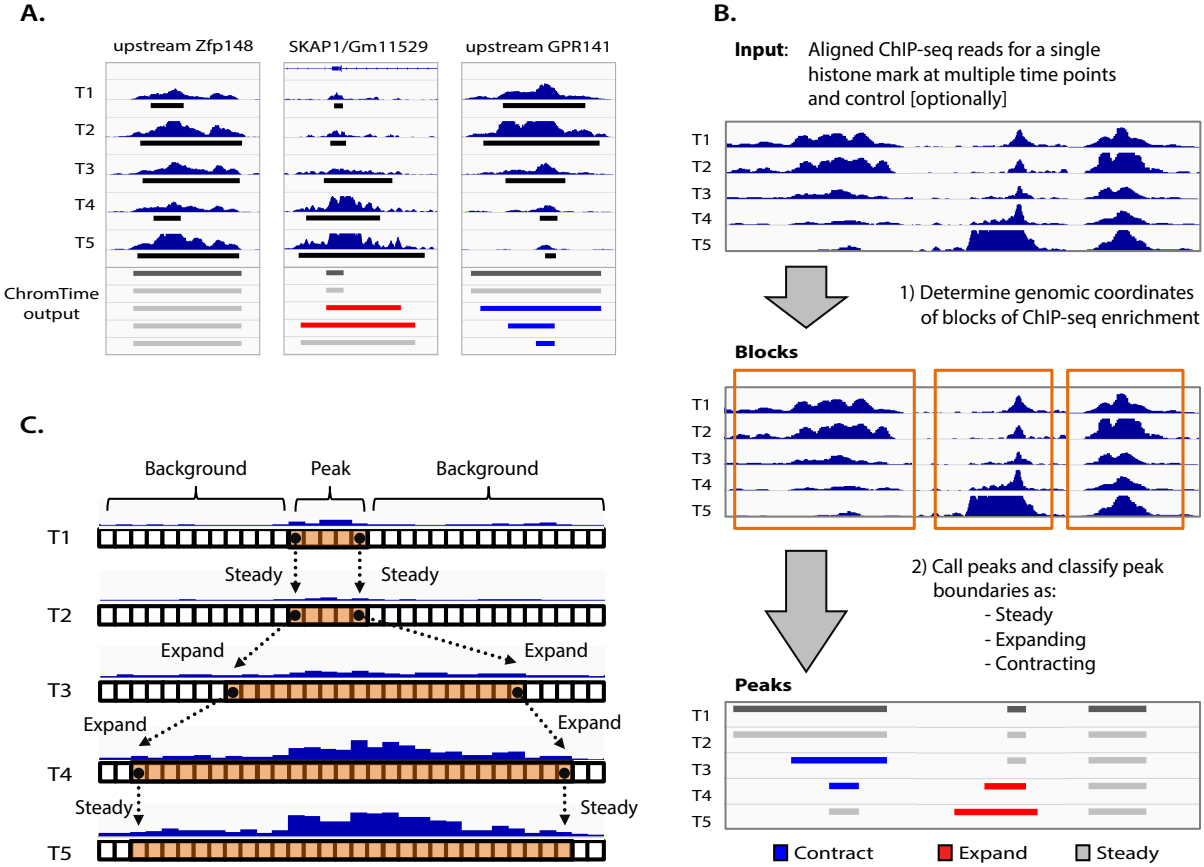 A.
upstream Zfp148
SKAP1/Gm11529
upstream GPR141
T1
T2
T3
T4
T5
ChromTime
output
B.
Input: Aligned ChIP-seq reads for a single
histone mark at multiple time points
and control [optionally]
T1
T2
T3
T4
T5
1) Determine genomic coordinates
of blocks of ChIP-seq enrichment
Blocks
T1
T2
T3
T4
T5
2) Call peaks and classify peak
boundaries as:
- Steady
- Expanding
- Contracting
Peaks
T1
T2
T3
T4
T5
Contract
Expand
Steady
C.
Background
Peak
Background
T1
Steady
Steady
T2
Expand
Expand
T3
Expand
Expand
T4
Steady
Steady
T5